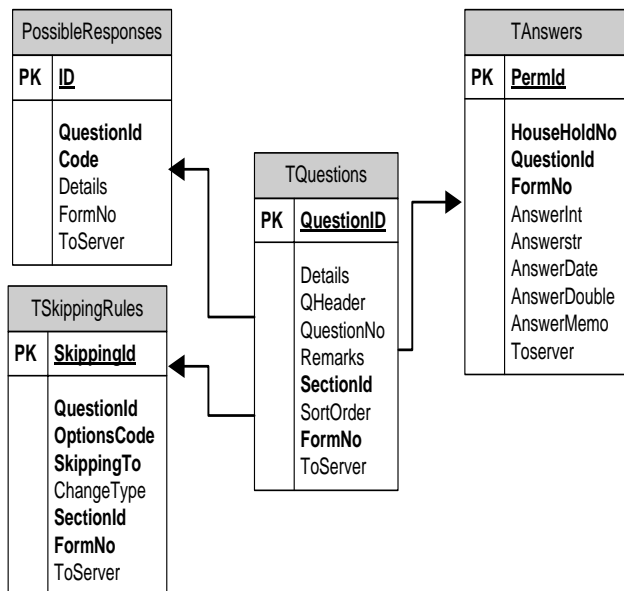 PossibleResponses
PK ID
QuestionId
Code
Details
FormNo
ToServer
TSkippingRules
PK SkippingId
QuestionId
OptionsCode
SkippingTo
ChangeType
SectionId
FormNo
ToServer
TQuestions
PK QuestionID
Details
QHeader
QuestionNo
Remarks
SectionId
SortOrder
FormNo
ToServer
TAnswers
PK PermId
HouseHoldNo
QuestionId
FormNo
AnswerInt
Answerstr
AnswerDate
AnswerDouble
AnswerMemo
Toserver